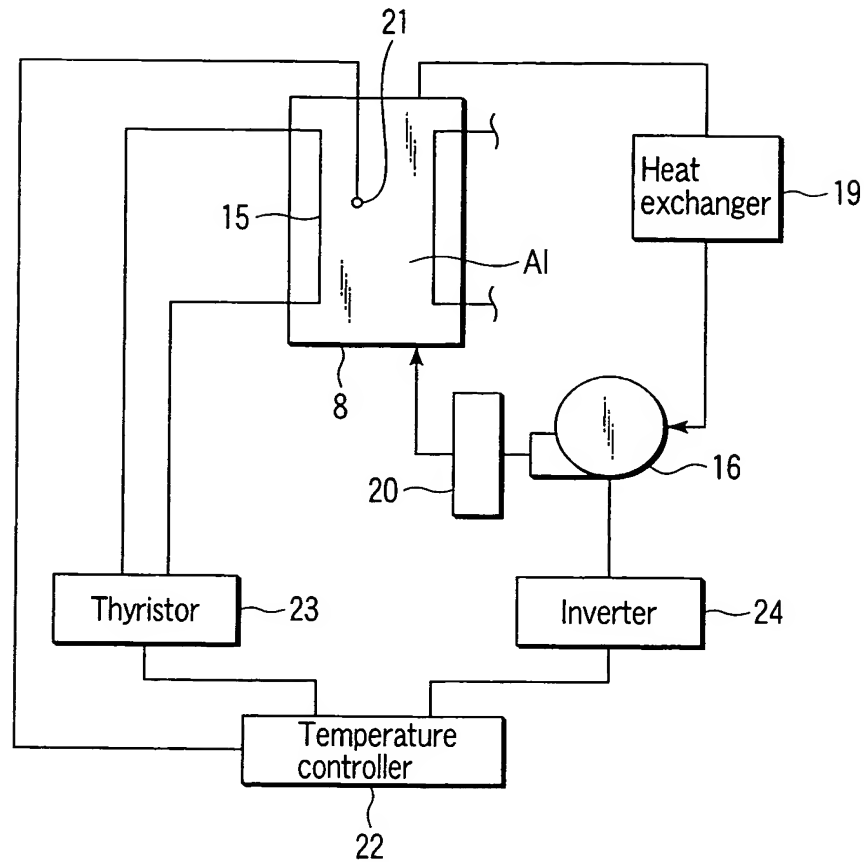 21
Heat
exchanger
19
15
Al
8
16
20
Thyristor
23
Inverter
24
Temperature
controller
22